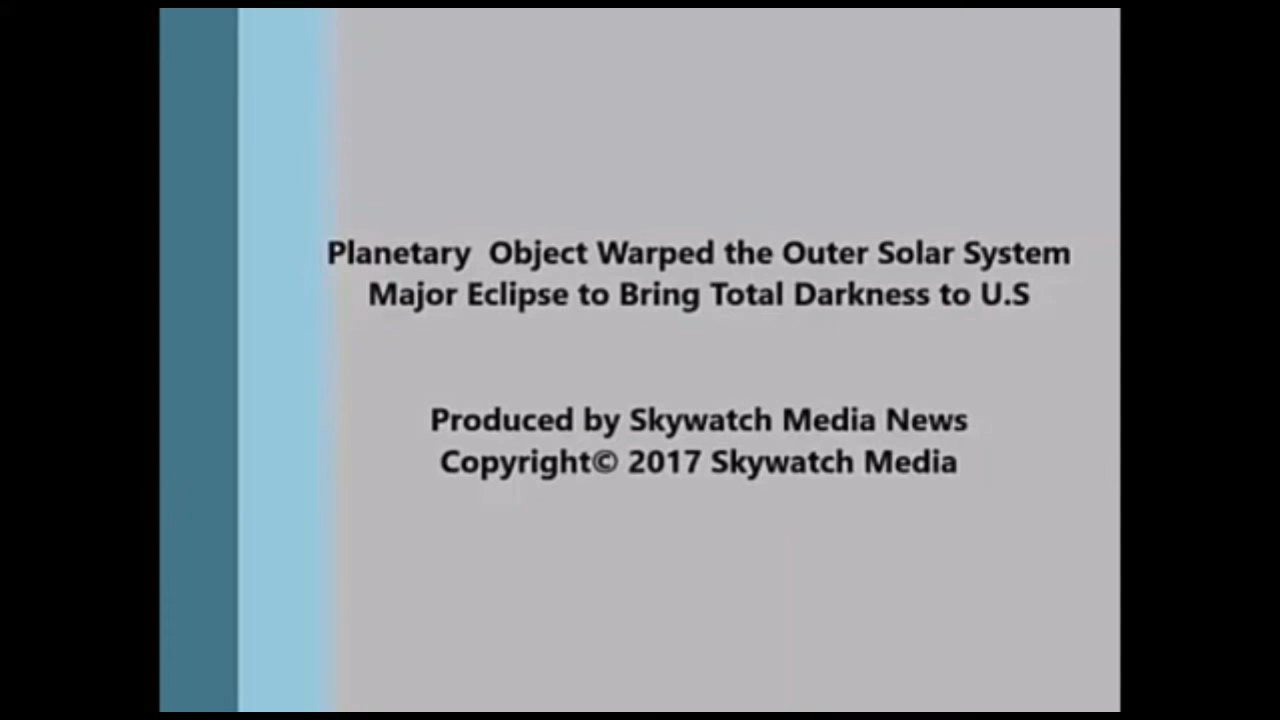 Planetary  Object Warped the Outer Solar System
Major Eclipse to Bring Total Darkness to U.S
Produced by Skywatch Media News
Copyright© 2017 Skywatch Media